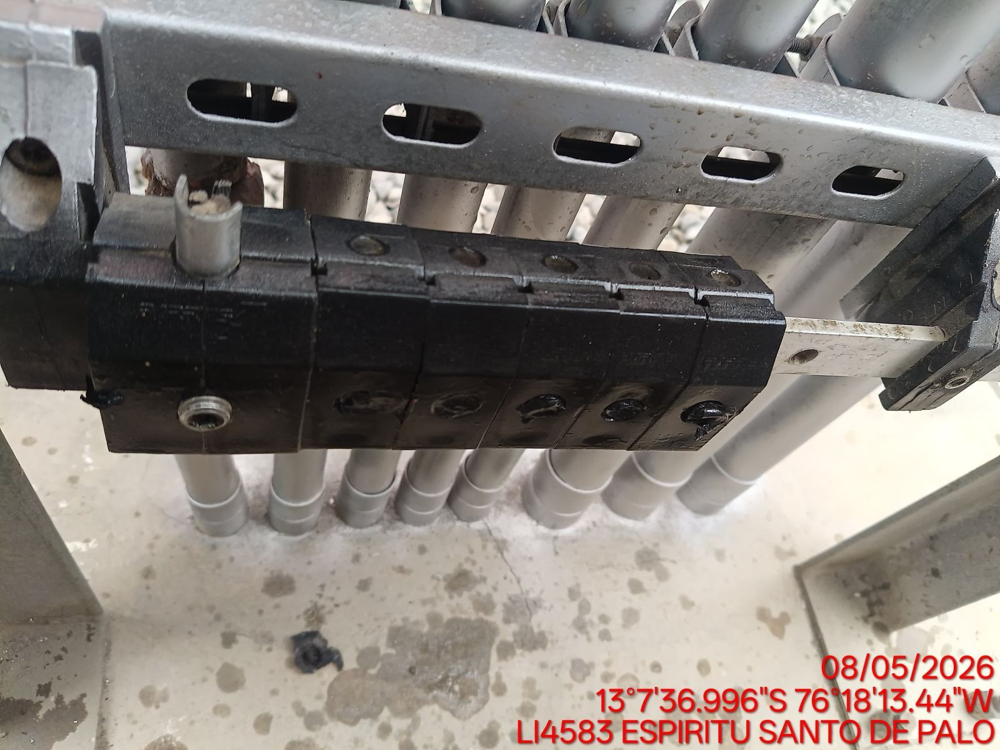 08/05/2026
13°7'36.996"S 76°18'13.44"W
LI4583 ESPIRITU SANTO DE PALO